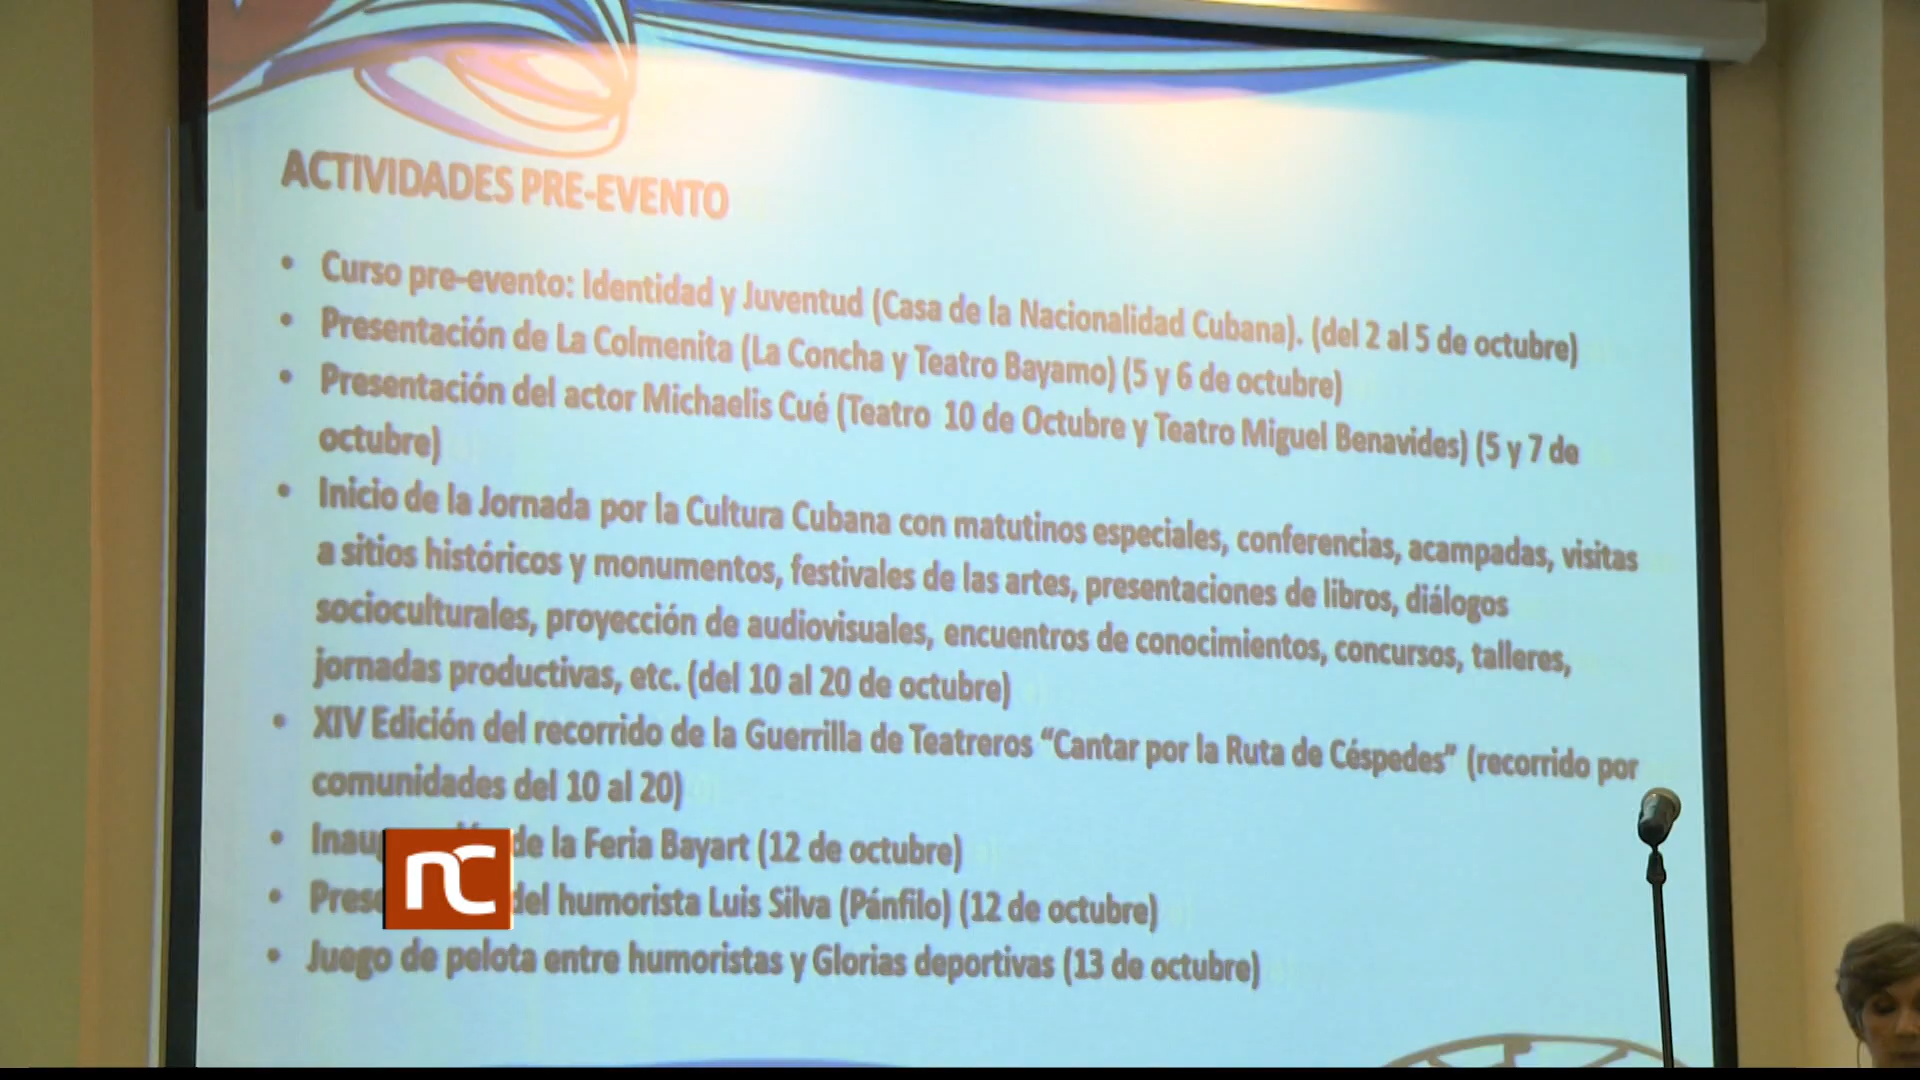 ACTIVIDADES PRE-EVENTO
• Curso pre-evento: Identidad y Juventud (Casa de la Nacionalidad Cubana). (del 2 al 5 de octubre)
• Presentación de La Colmenita (La Concha y Teatro Bayamo) (5 y 6 de octubre)
• Presentación del actor Michaelis Cué (Teatro 10 de Octubre y Teatro Miguel Benavides) (5 y 7 de
octubre)
• Inicio de la Jornada por la Cultura Cubana con matutinos especiales, conferencias, acampadas, visitas
a sitios históricos y monumentos, festivales de las artes, presentaciones de libros, diálogos
socioculturales, proyección de audiovisuales, encuentros de conocimientos, concursos, talleres,
jornadas productivas, etc. (del 10 al 20 de octubre)
• XIV Edición del recorrido de la Guerrilla de Teatreros “Cantar por la Ruta de Céspedes” (recorrido por
comunidades del 10 al 20)
• de la Feria Bayart (12 de octubre)
• del humorista Luis Silva (Pánfilo) (12 de octubre)
• Juego de pelota entre humoristas y Glorias deportivas (13 de octubre)
nc